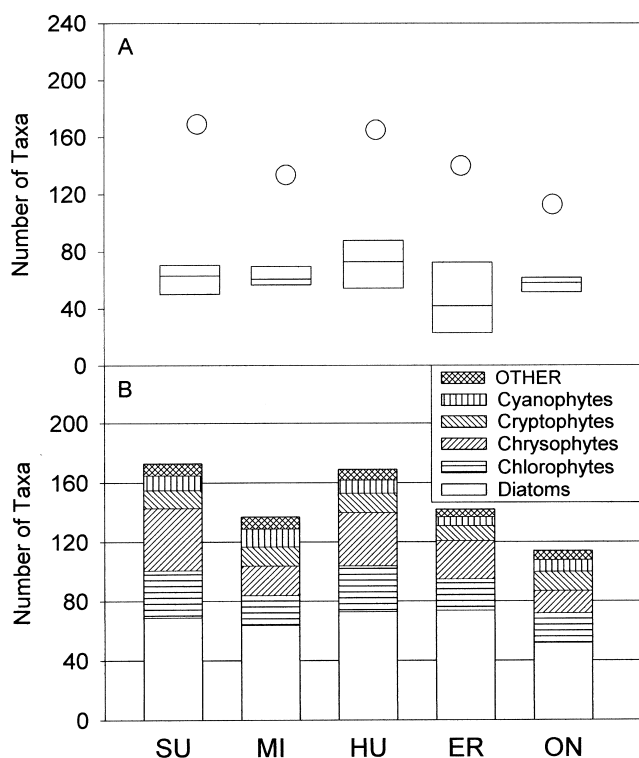 A
Number of Taxa
240
200
160
120
80
40
0
B
Number of Taxa
200
160
120
80
40
0
OTHER
Cyanophytes
Cryptophytes
Chrysophytes
Chlorophytes
Diatoms
SU MI HU ER ON